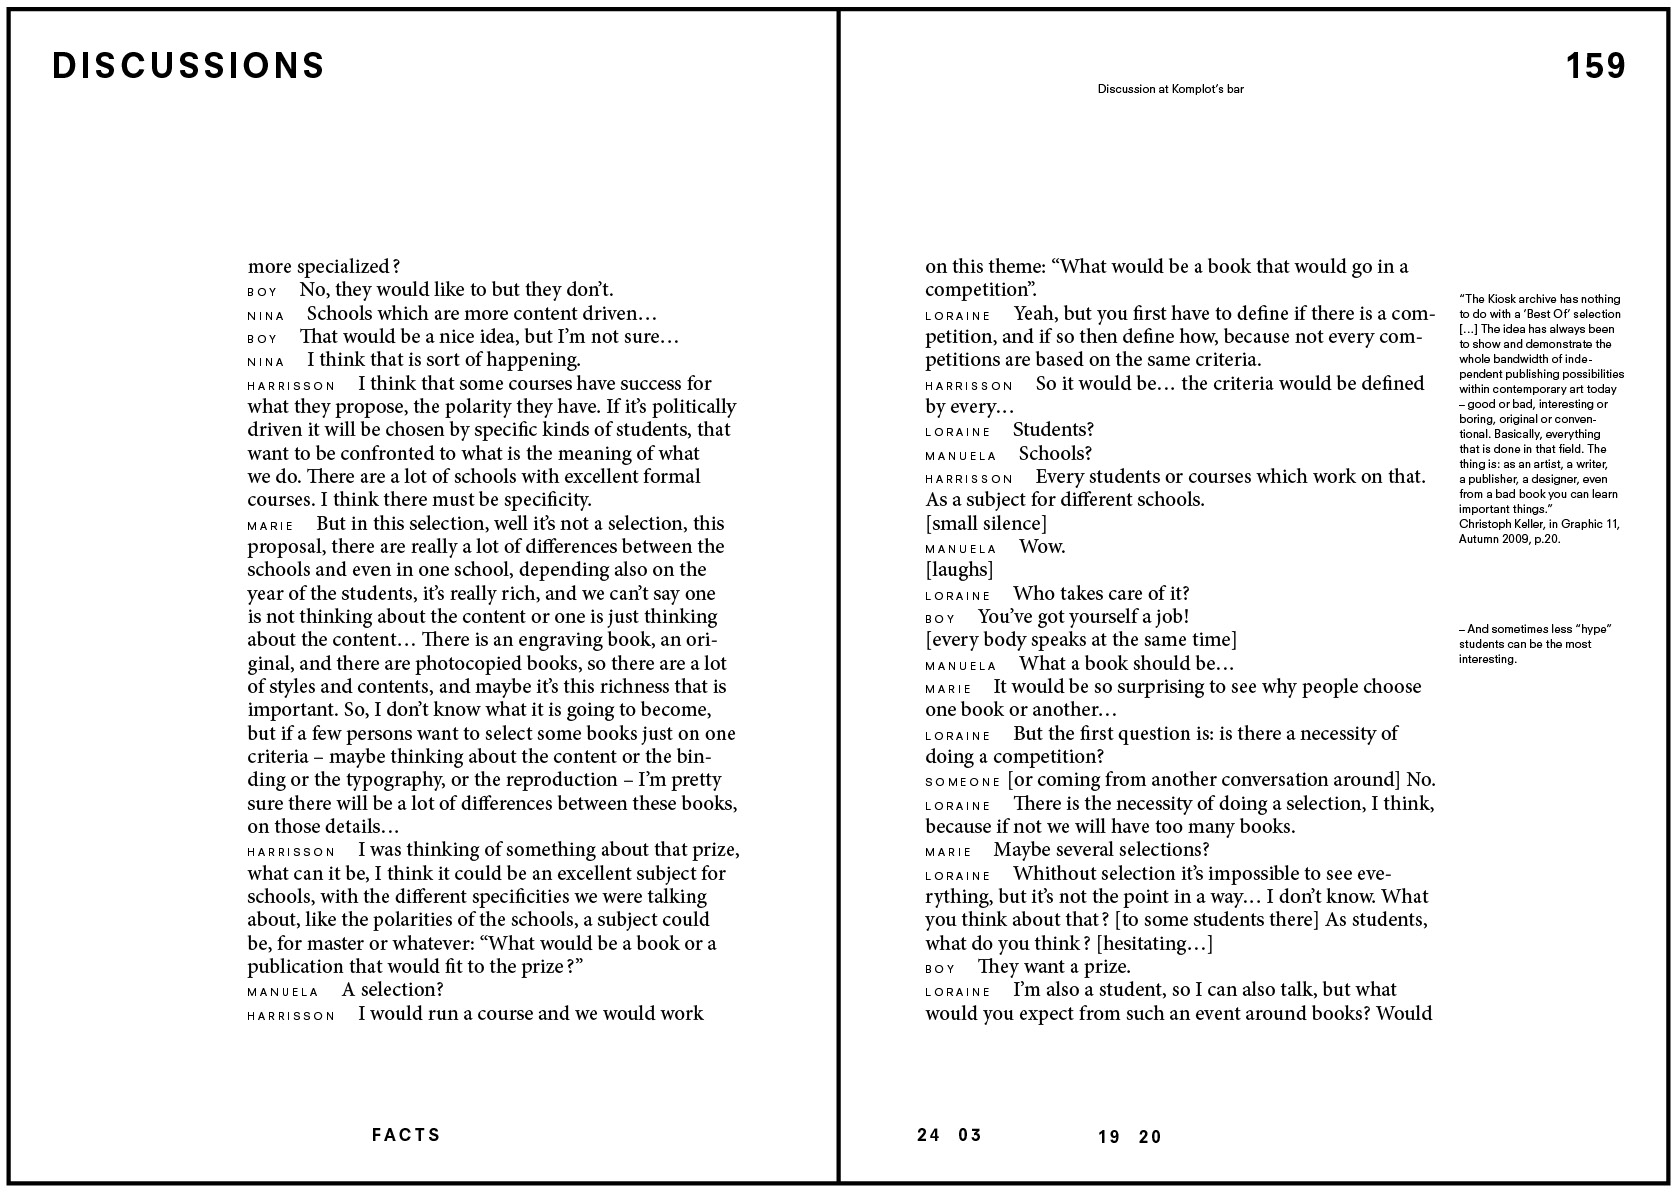 DISCUSSIONS
more specialized?
BOY No, they would like to but they don’t.
NINA Schools which are more content driven…
BOY That would be a nice idea, but I’m not sure…
NINA I think that is sort of happening.
HARRISSON I think that some courses have success for
what they propose, the polarity they have. If it’s politically
driven it will be chosen by specific kinds of students, that
want to be confronted to what is the meaning of what
we do. There are a lot of schools with excellent formal
courses. I think there must be specificity.
MARIE But in this selection, well it’s not a selection, this
proposal, there are really a lot of differences between the
schools and even in one school, depending also on the
year of the students, it’s really rich, and we can’t say one
is not thinking about the content or one is just thinking
about the content… There is an engraving book, an ori-
ginal, and there are photocopied books, so there are a lot
of styles and contents, and maybe it’s this richness that is
important. So, I don’t know what it is going to become,
but if a few persons want to select some books just on one
criteria – maybe thinking about the content or the bin-
ding or the typography, or the reproduction – I’m pretty
sure there will be a lot of differences between these books,
on those details…
HARRISSON I was thinking of something about that prize,
what can it be, I think it could be an excellent subject for
schools, with the different specificities we were talking
about, like the polarities of the schools, a subject could
be, for master or whatever: “What would be a book or a
publication that would fit to the prize?”
MANUELA A selection?
HARRISSON I would run a course and we would work
FACTS
159
Discussion at Komplot’s bar
on this theme: “What would be a book that would go in a
competition”.
LORAINE Yeah, but you first have to define if there is a com-
petition, and if so then define how, because not every com-
petitions are based on the same criteria.
HARRISSON So it would be… the criteria would be defined
by every…
LORAINE Students?
MANUELA Schools?
HARRISSON Every students or courses which work on that.
As a subject for different schools.
[small silence]
MANUELA Wow.
[laughs]
LORAINE Who takes care of it?
BOY You’ve got yourself a job!
[every body speaks at the same time]
MANUELA What a book should be…
MARIE It would be so surprising to see why people choose
one book or another…
LORAINE But the first question is: is there a necessity of
doing a competition?
SOMEONE [or coming from another conversation around] No.
LORAINE There is the necessity of doing a selection, I think,
because if not we will have too many books.
MARIE Maybe several selections?
LORAINE Whithout selection it’s impossible to see eve-
rything, but it’s not the point in a way… I don’t know. What
you think about that? [to some students there] As students,
what do you think? [hesitating…]
BOY They want a prize.
LORAINE I’m also a student, so I can also talk, but what
would you expect from such an event around books? Would
“The Kiosk archive has nothing
to do with a ‘Best Of’ selection
[…] The idea has always been
to show and demonstrate the
whole bandwidth of inde-
pendent publishing possibilities
within contemporary art today
– good or bad, interesting or
boring, original or conven-
tional. Basically, everything
that is done in that field. The
thing is: as an artist, a writer,
a publisher, a designer, even
from a bad book you can learn
important things.”
Christoph Keller, in Graphic 11,
Autumn 2009, p.20.
– And sometimes less “hype”
students can be the most
interesting.
24 03 19 20